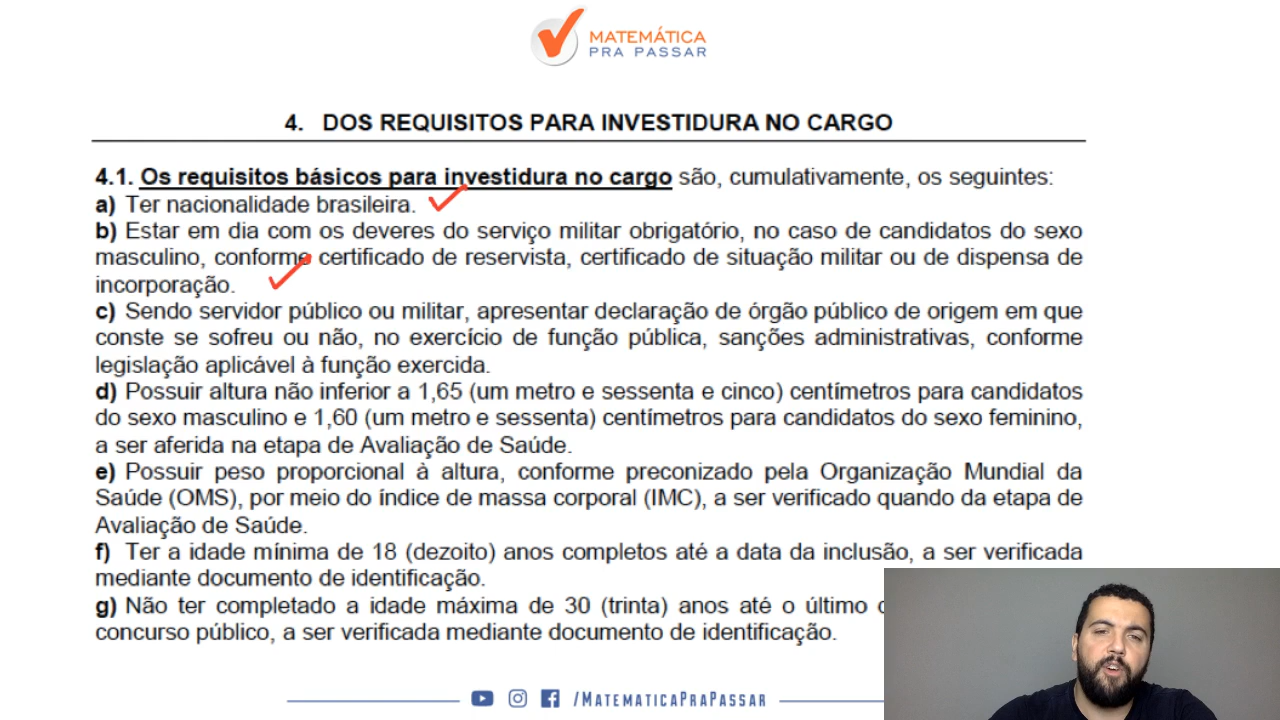 MATEMÁTICA
PRA PASSAR
4. DOS REQUISITOS PARA INVESTIDURA NO CARGO
4.1. Os requisitos básicos para investidura no cargo são, cumulativamente, os seguintes:
a) Ter nacionalidade brasileira.
b) Estar em dia com os deveres do serviço militar obrigatório, no caso de candidatos do sexo
masculino, conforme certificado de reservista, certificado de situação militar ou de dispensa de
incorporação.
c) Sendo servidor público ou militar, apresentar declaração de órgão público de origem em que
conste se sofreu ou não, no exercício de função pública, sanções administrativas, conforme
legislação aplicável à função exercida.
d) Possuir altura não inferior a 1,65 (um metro e sessenta e cinco) centímetros para candidatos
do sexo masculino e 1,60 (um metro e sessenta) centímetros para candidatos do sexo feminino,
a ser aferida na etapa de Avaliação de Saúde.
e) Possuir peso proporcional à altura, conforme preconizado pela Organização Mundial da
Saúde (OMS), por meio do índice de massa corporal (IMC), a ser verificado quando da etapa de
Avaliação de Saúde.
f) Ter a idade mínima de 18 (dezoito) anos completos até a data da inclusão, a ser verificada
mediante documento de identificação.
g) Não ter completado a idade máxima de 30 (trinta) anos até o último
concurso público, a ser verificada mediante documento de identificação.
/MATEMATICAPRAPASSAR